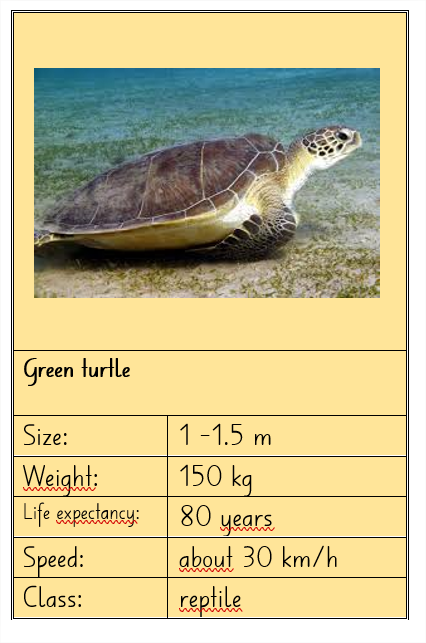 Green turtle
Size: 1 -1.5 m
Weight: 150 kg
Life expectancy: 80 years
Speed: about 30 km/h
Class: reptile